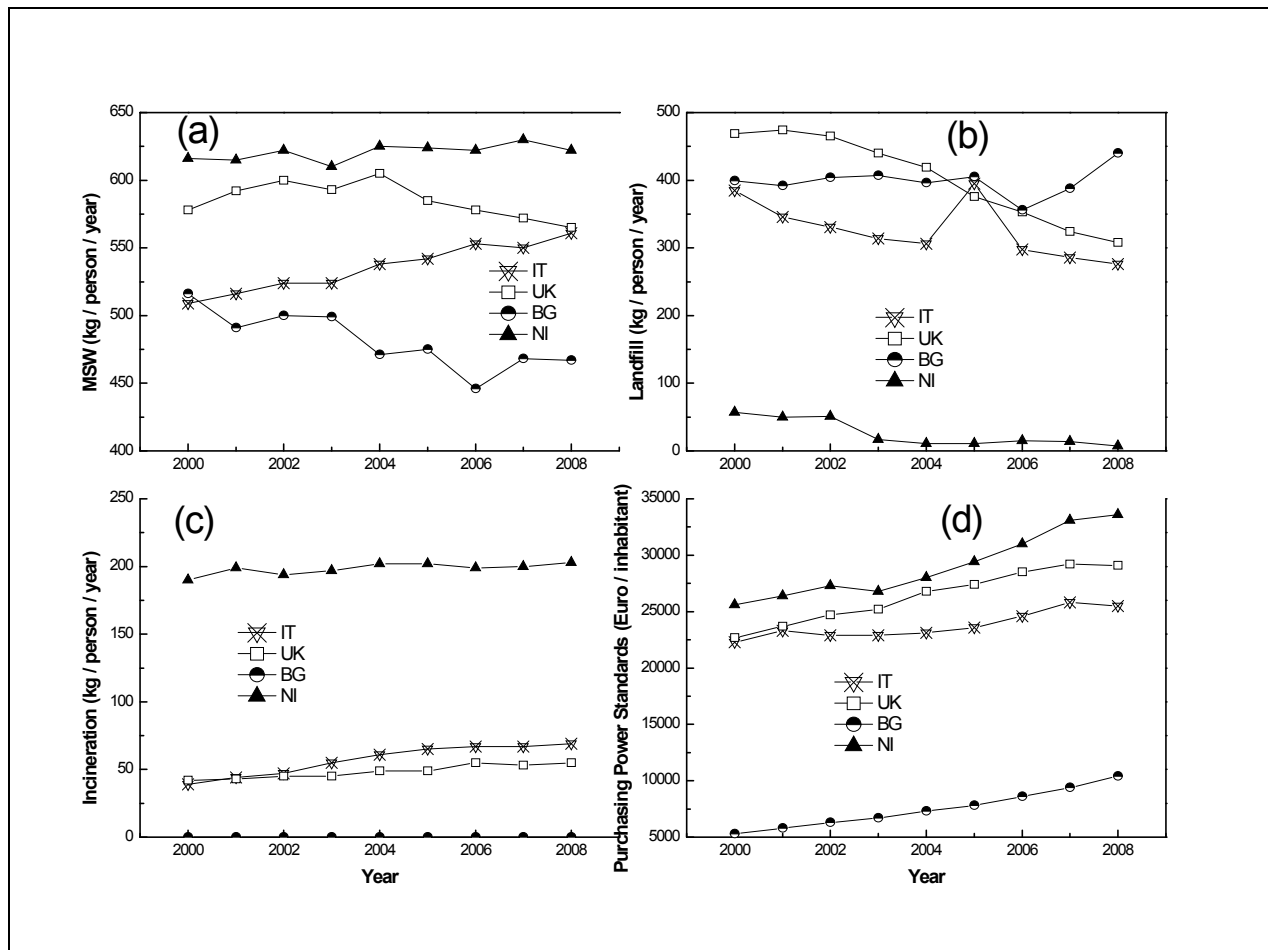 (a)
MSW (kg / person / year)
650
600
550
500
450
400
2000
2002
2004
2006
2008
IT
UK
BG
NI
(b)
Landfill (kg / person / year)
500
400
300
200
100
0
2000
2002
2004
2006
2008
IT
UK
BG
NI
(c)
Incineration (kg / person / year)
250
200
150
100
50
0
2000
2002
2004
2006
2008
Year
IT
UK
BG
NI
(d)
Purchasing Power Standards (Euro / inhabitant)
35000
30000
25000
20000
15000
10000
5000
2000
2002
2004
2006
2008
Year
IT
UK
BG
NI